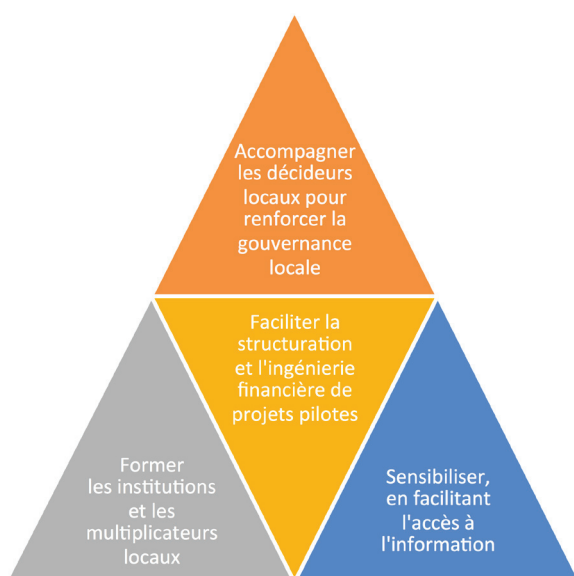 Accompagner
les décideurs
locaux pour
renforcer la
gouvernance
locale
Faciliter la
structuration
et l'ingénierie
financière de
projets pilotes
Former
les institutions
et les
multiplicateurs
locaux
Sensibiliser,
en facilitant
l'accès à
l'information